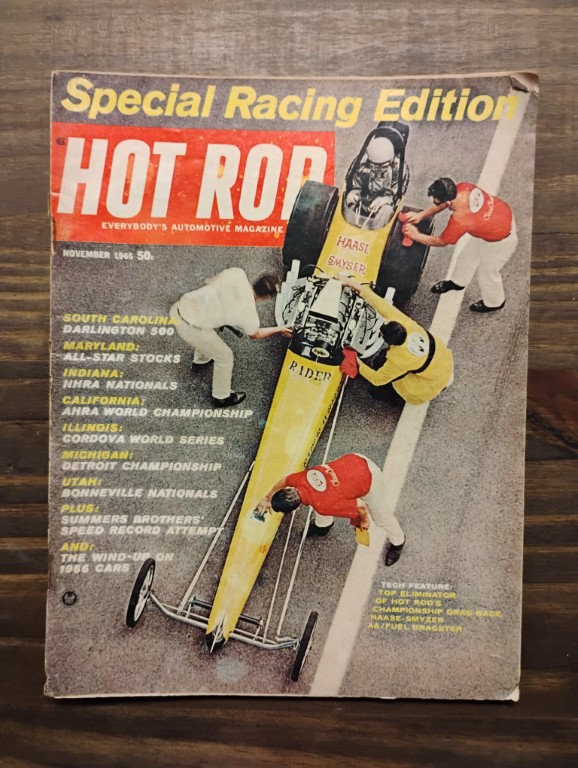 Special Racing Edition
HOT ROD
EVERYBODY'S AUTOMOTIVE MAGAZINE
NOVEMBER 1965 50c
HAASE
SMYSER
RIDER
SOUTH CAROLINA:
DARLINGTON 500
MARYLAND:
ALL-STAR STOCKS
INDIANA:
NHRA NATIONALS
CALIFORNIA:
AHRA WORLD CHAMPIONSHIP
ILLINOIS:
CORDOVA WORLD SERIES
MICHIGAN:
DETROIT CHAMPIONSHIP
UTAH:
BONNEVILLE NATIONALS
PLUS:
SUMMERS BROTHERS'
SPEED RECORD ATTEMPT
AND:
THE WIND-UP ON
1966 CARS
TECH FEATURE:
TOP ELIMINATOR
OF HOT ROD'S
CHAMPIONSHIP DRAG RACE,
HAASE-SMYZER
AA/FUEL DRAGSTER